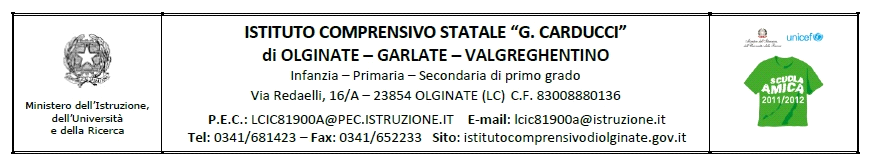 Ministero dell'Istruzione,
dell'Università
e della Ricerca
ISTITUTO COMPRENSIVO STATALE "G. CARDUCCI"
di OLGINATE – GARLATE – VALGREGHENTINO
Infanzia – Primaria – Secondaria di primo grado
Via Redaelli, 16/A – 23854 OLGINATE (LC) C.F. 83008880136
P.E.C.: LCIC81900A@PEC.ISTRUZIONE.IT E-mail: lcic81900a@istruzione.it
Tel: 0341/681423 – Fax: 0341/652233 Sito: istitutocomprensivodiolginate.gov.it
unicef
SCUOLA
AMICA
2011/2012